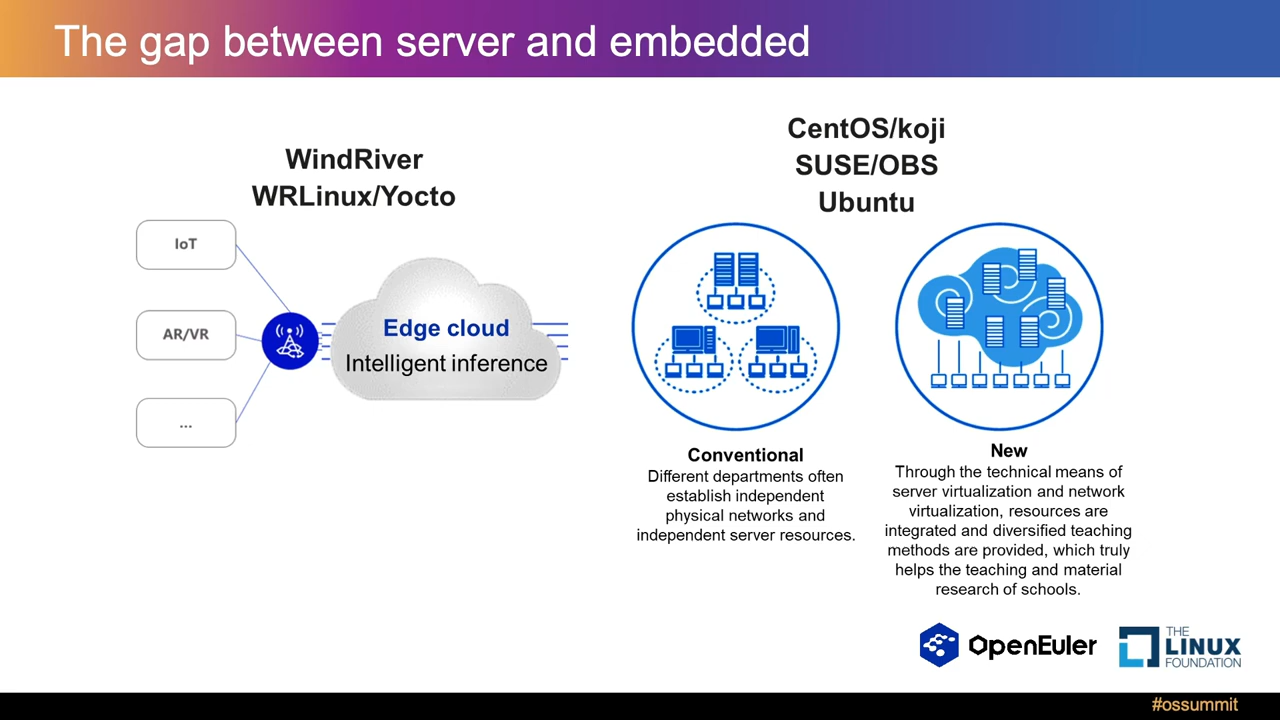 The gap between server and embedded
WindRiver
WRLinux/Yocto
IoT
AR/VR
...
Edge cloud
Intelligent inference
CentOS/koji
SUSE/OBS
Ubuntu
Conventional
Different departments often
establish independent
physical networks and
independent server resources.
New
Through the technical means of
server virtualization and network
virtualization, resources are
integrated and diversified teaching
methods are provided, which truly
helps the teaching and material
research of schools.
OpenEuler
THE
LINUX
FOUNDATION
#ossummit